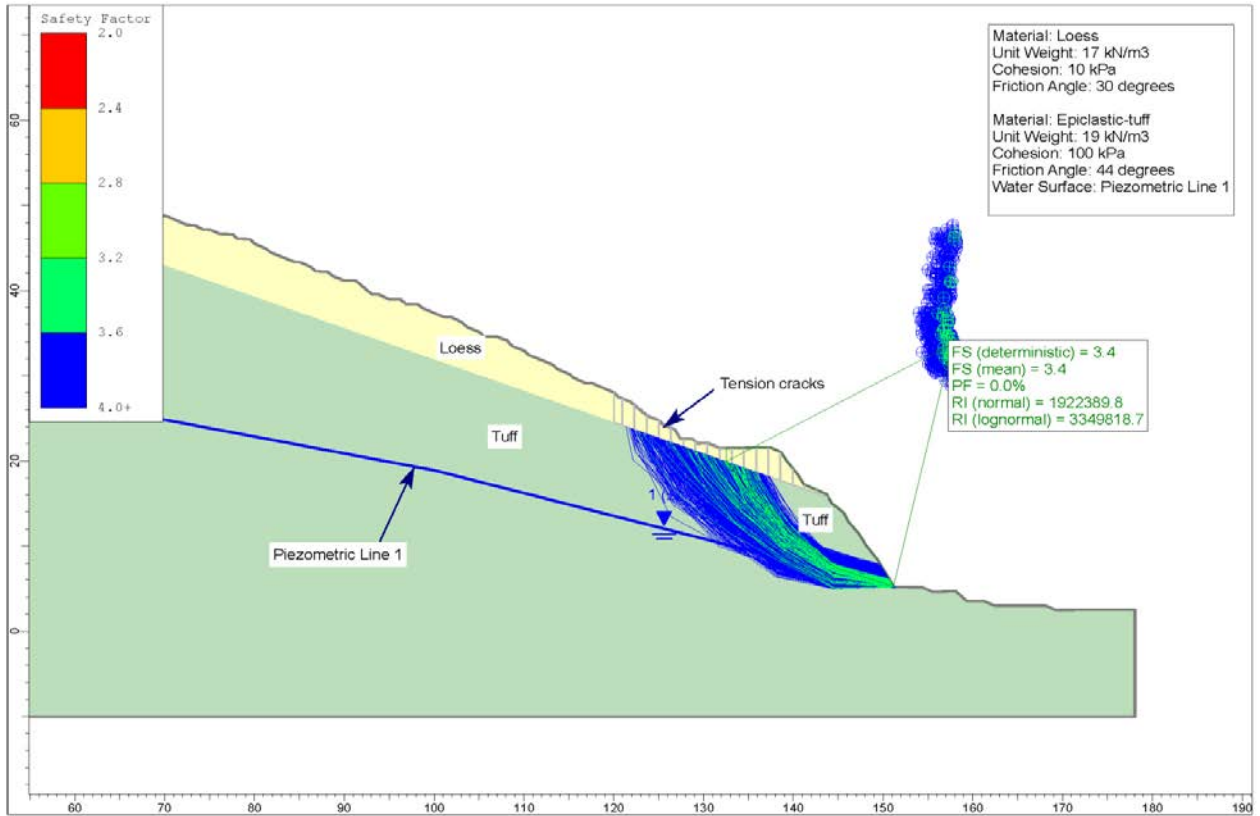 Safety Factor
2.0
2.4
2.8
3.2
3.6
4.0+
Material: Loess
Unit Weight: 17 kN/m3
Cohesion: 10 kPa
Friction Angle: 30 degrees
Material: Epiclastic-tuff
Unit Weight: 19 kN/m3
Cohesion: 100 kPa
Friction Angle: 44 degrees
Water Surface: Piezometric Line 1
60
40
20
0
Loess
Tension cracks
Tuff
Tuff
1
Piezometric Line 1
FS (deterministic) = 3.4
FS (mean) = 3.4
PF = 0.0%
RI (normal) = 1922389.8
RI (lognormal) = 3349818.7
60 70 80 90 100 110 120 130 140 150 160 170 180 190